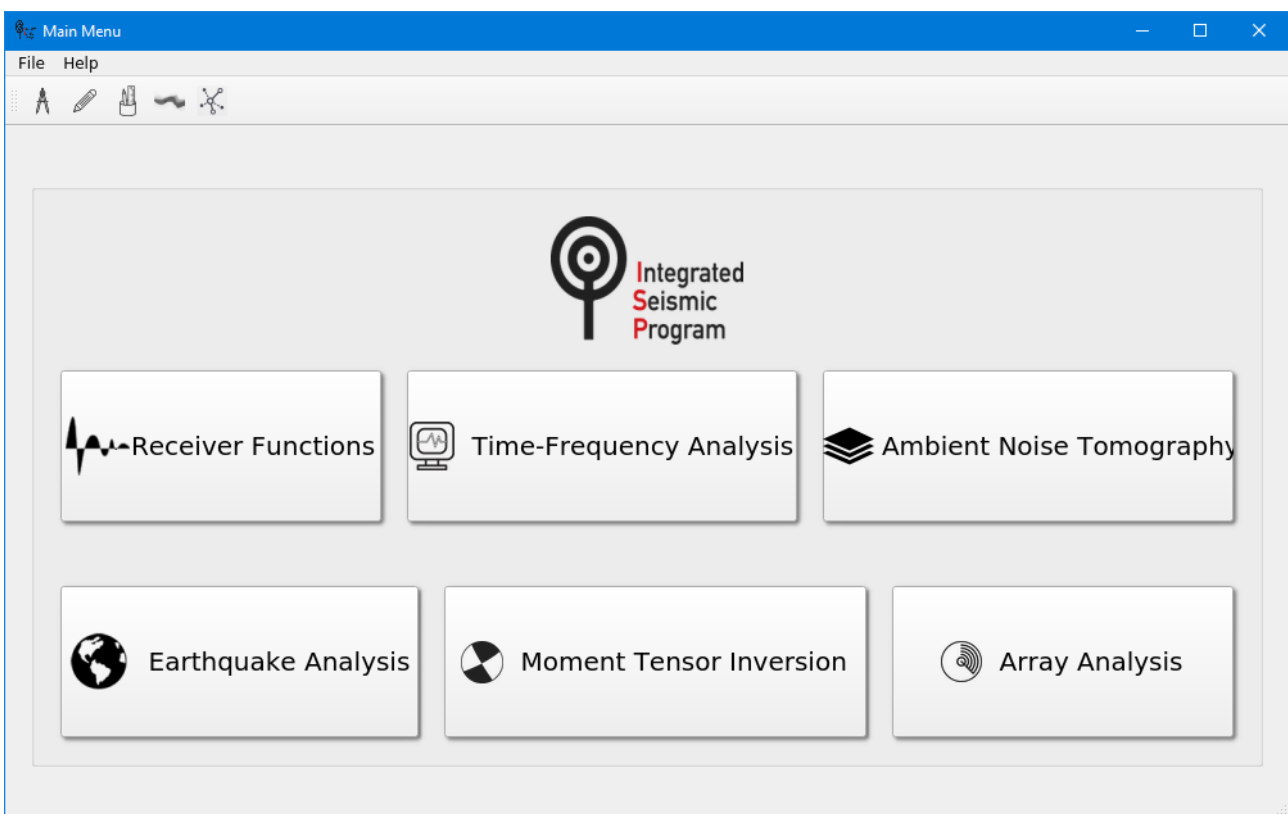 Main Menu
File Help
Integrated
Seismic
Program
Receiver Functions
Time-Frequency Analysis
Ambient Noise Tomography
Earthquake Analysis
Moment Tensor Inversion
Array Analysis